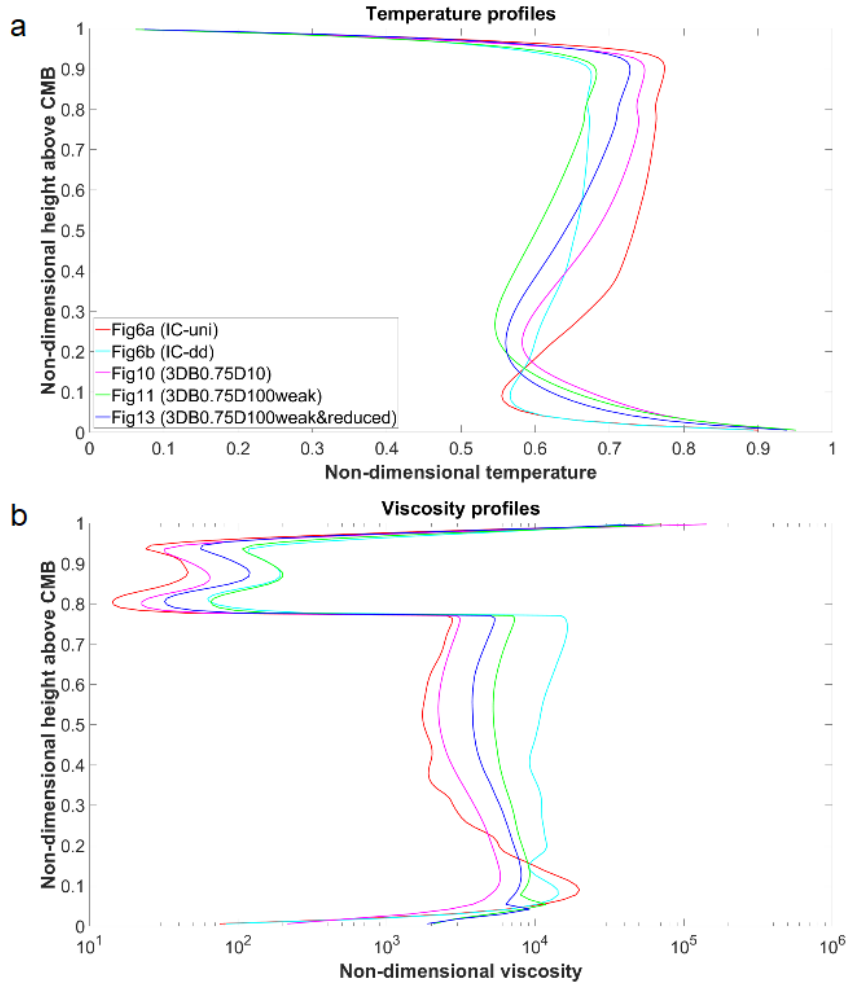 a
Temperature profiles
Non-dimensional height above CMB
1
0.9
0.8
0.7
0.6
0.5
0.4
0.3
0.2
0.1
0
Fig6a (IC-uni)
Fig6b (IC-dd)
Fig10 (3DB0.75D10)
Fig11 (3DB0.75D100weak)
Fig13 (3DB0.75D100weak&reduced)
0 0.1 0.2 0.3 0.4 0.5 0.6 0.7 0.8 0.9 1
Non-dimensional temperature
b
Viscosity profiles
Non-dimensional height above CMB
1
0.9
0.8
0.7
0.6
0.5
0.4
0.3
0.2
0.1
0
10¹ 10² 10³ 10⁴ 10⁵ 10⁶
Non-dimensional viscosity